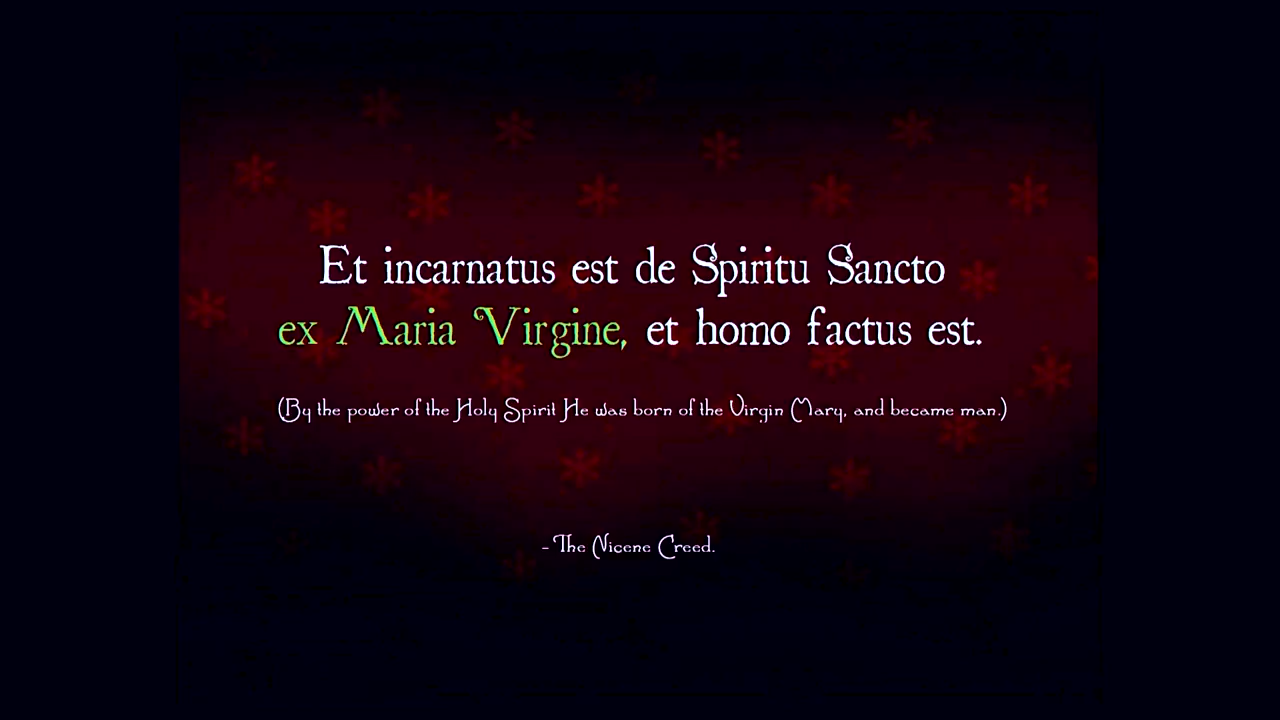 Et incarnatus est de Spiritu Sancto
ex Maria Virgine, et homo factus est.
(By the power of the Holy Spirit He was born of the Virgin Mary, and became man.)
- The Nicene Creed.